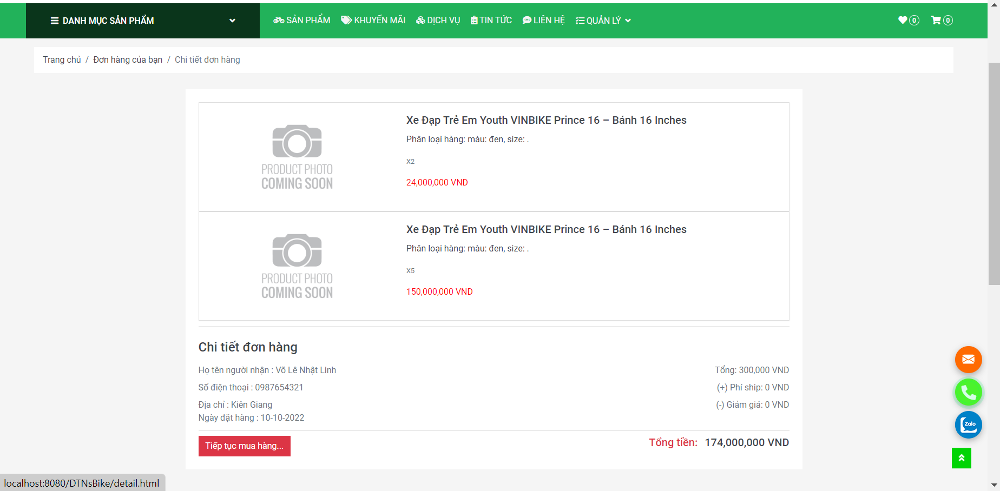 DANH MỤC SẢN PHẨM
SẢN PHẨM KHUYẾN MÃI DỊCH VỤ TIN TỨC LIÊN HỆ QUẢN LÝ
0 0
Trang chủ / Đơn hàng của bạn / Chi tiết đơn hàng
PRODUCT PHOTO
COMING SOON
Xe Đạp Trẻ Em Youth VINBIKE Prince 16 – Bánh 16 Inches
Phân loại hàng: màu: đen, size: .
X2
24,000,000 VND
PRODUCT PHOTO
COMING SOON
Xe Đạp Trẻ Em Youth VINBIKE Prince 16 – Bánh 16 Inches
Phân loại hàng: màu: đen, size: .
X5
150,000,000 VND
Chi tiết đơn hàng
Họ tên người nhận : Võ Lê Nhật Linh
Tổng: 300,000 VND
Số điện thoại : 0987654321
(+) Phí ship: 0 VND
Địa chỉ : Kiên Giang
(-) Giảm giá: 0 VND
Ngày đặt hàng : 10-10-2022
Tiếp tục mua hàng...
Tổng tiền: 174,000,000 VND
Zalo
localhost:8080/DTNsBike/detail.html